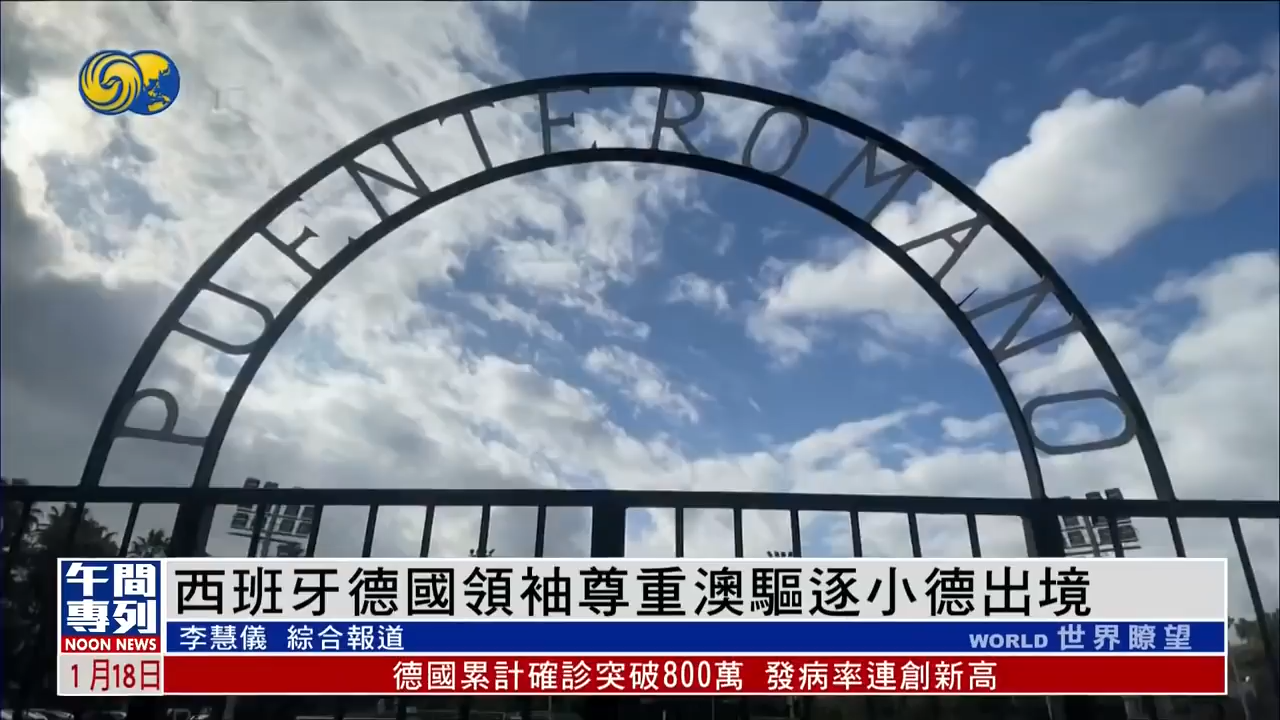 PUENTE ROMANO
午間專列
NOON NEWS
西班牙德國領袖尊重澳驅逐小德出境
李慧儀 綜合報道
WORLD 世界瞭望
1月18日
德國累計確診突破800萬 發病率連創新高